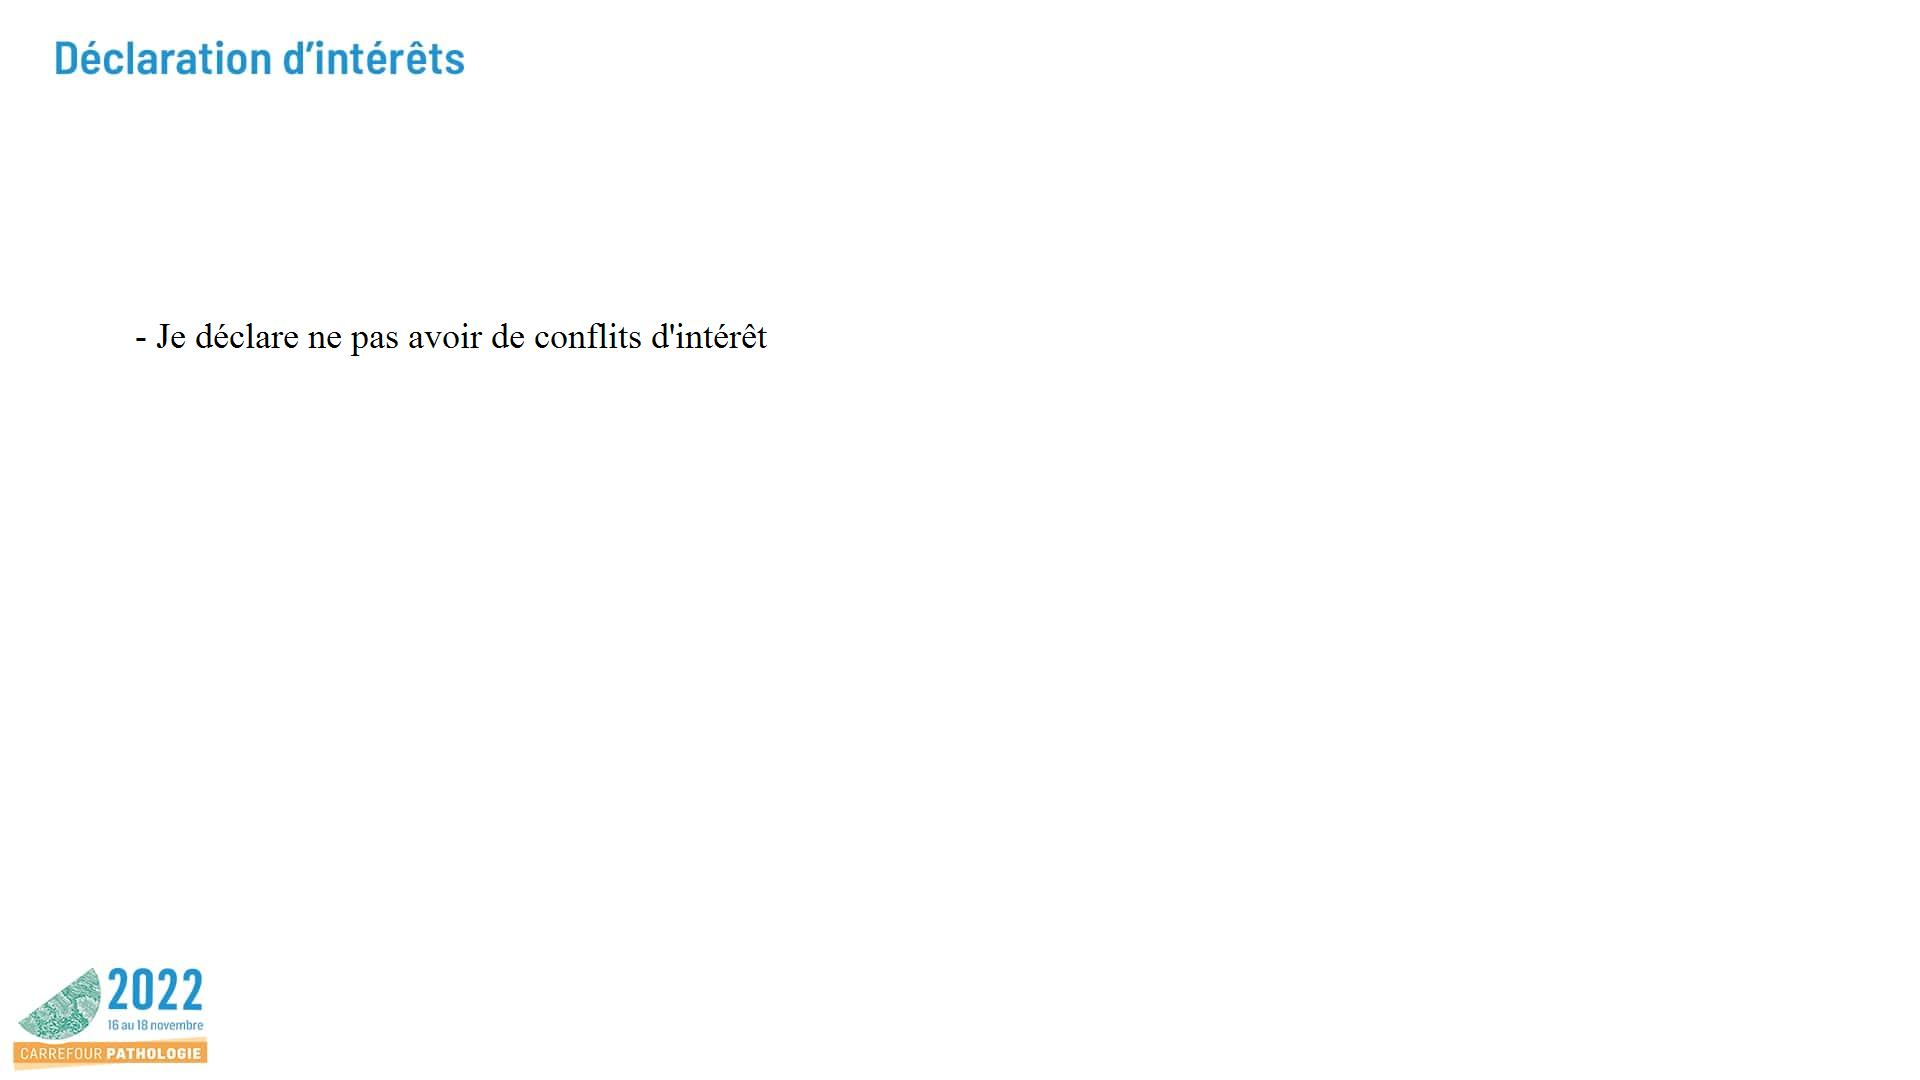 Déclaration d’intérêts
- Je déclare ne pas avoir de conflits d'intérêt
2022
16 au 18 novembre
CARREFOUR PATHOLOGIE